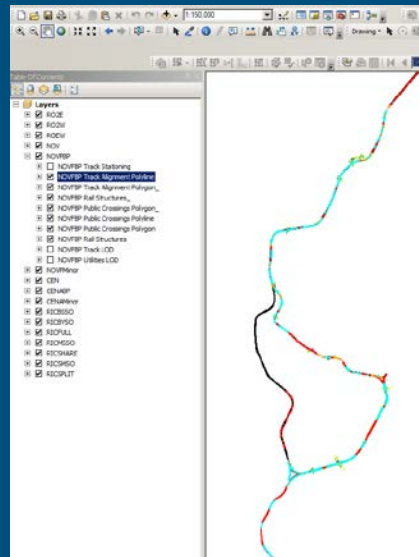 1:150,000
Drawing
Table Of Contents
Layers
RO2E
RO2W
ROEW
NOV
NOVFBP
NOVFBP Track Stationing
NOVFBP Track Alignment Polyline
NOVFBP Track Alignment Polygon_
NOVFBP Rail Structures_
NOVFBP Public Crossings Polygon_
NOVFBP Public Crossings Polyline
NOVFBP Public Crossings Polygon
NOVFBP Rail Structures
NOVFBP Track LOD
NOVFBP Utilities LOD
NOVFMinor
CEN
CENABP
CENAMinor
RICBSSO
RICBYSO
RICFULL
RICMSSO
RICSHARE
RICSMSO
RICSPLIT